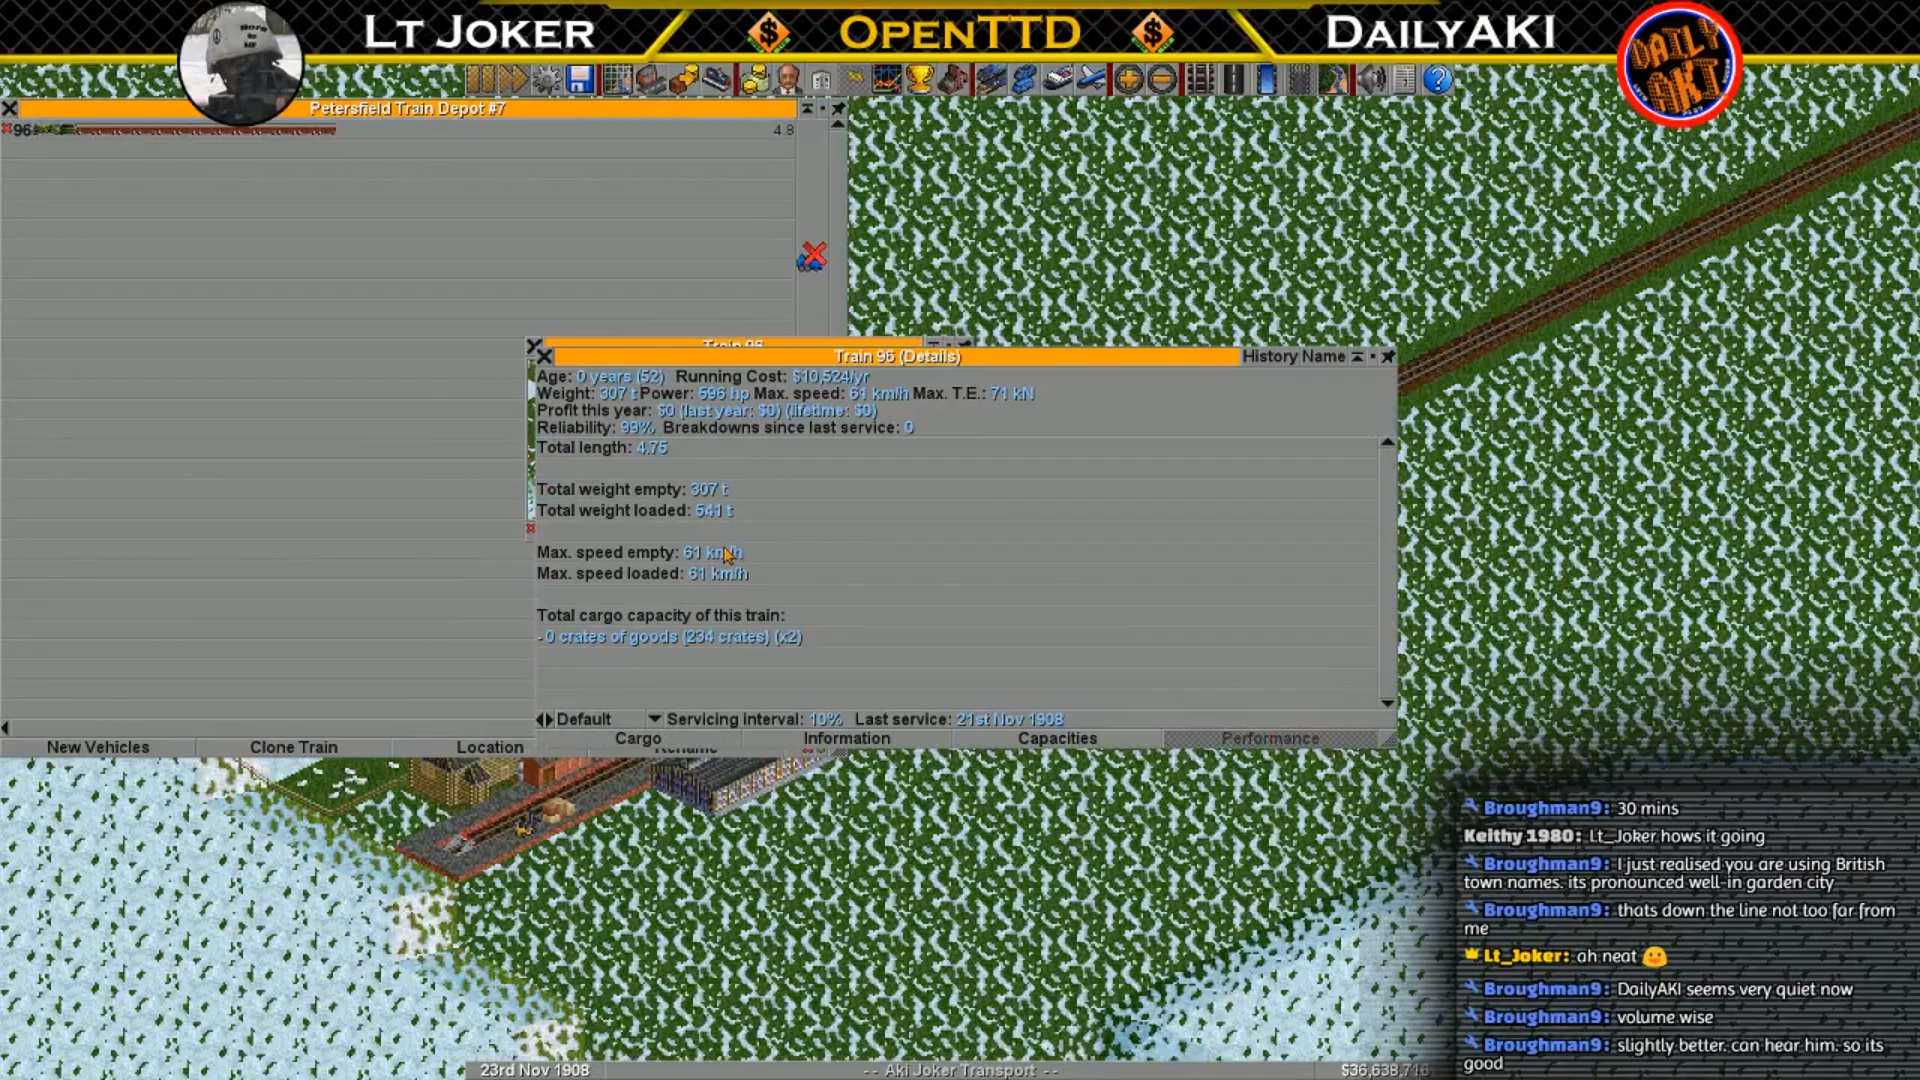 Lt Joker
OpenTTD
DailyAKI
DAILY
AKI
Petersfield Train Depot #7
96
4.8
Train 96
Train 96 (Details)
History Name
Age: 0 years (52) Running Cost: $10,524/yr
Weight: 307 t Power: 596 hp Max. speed: 61 km/h Max. T.E.: 71 kN
Profit this year: $0 (last year: $0) (lifetime: $0)
Reliability: 99% Breakdowns since last service: 0
Total length: 4.75
Total weight empty: 307 t
Total weight loaded: 541 t
Max. speed empty: 61 km/h
Max. speed loaded: 61 km/h
Total cargo capacity of this train:
- 0 crates of goods (234 crates) (x2)
Default
Servicing interval: 10% Last service: 21st Nov 1908
Cargo
Information
Capacities
Performance
New Vehicles
Clone Train
Location
Rename
Broughman9: 30 mins
Keithy 1980: Lt_Joker hows it going
Broughman9: I just realised you are using British
town names. its pronounced well-in garden city
Broughman9: thats down the line not too far from
me
Lt_Joker: ah neat
Broughman9: DailyAKI seems very quiet now
Broughman9: volume wise
Broughman9: slightly better. can hear him. so its
good
23rd Nov 1908
-- Aki Joker Transport --
$36,638,716